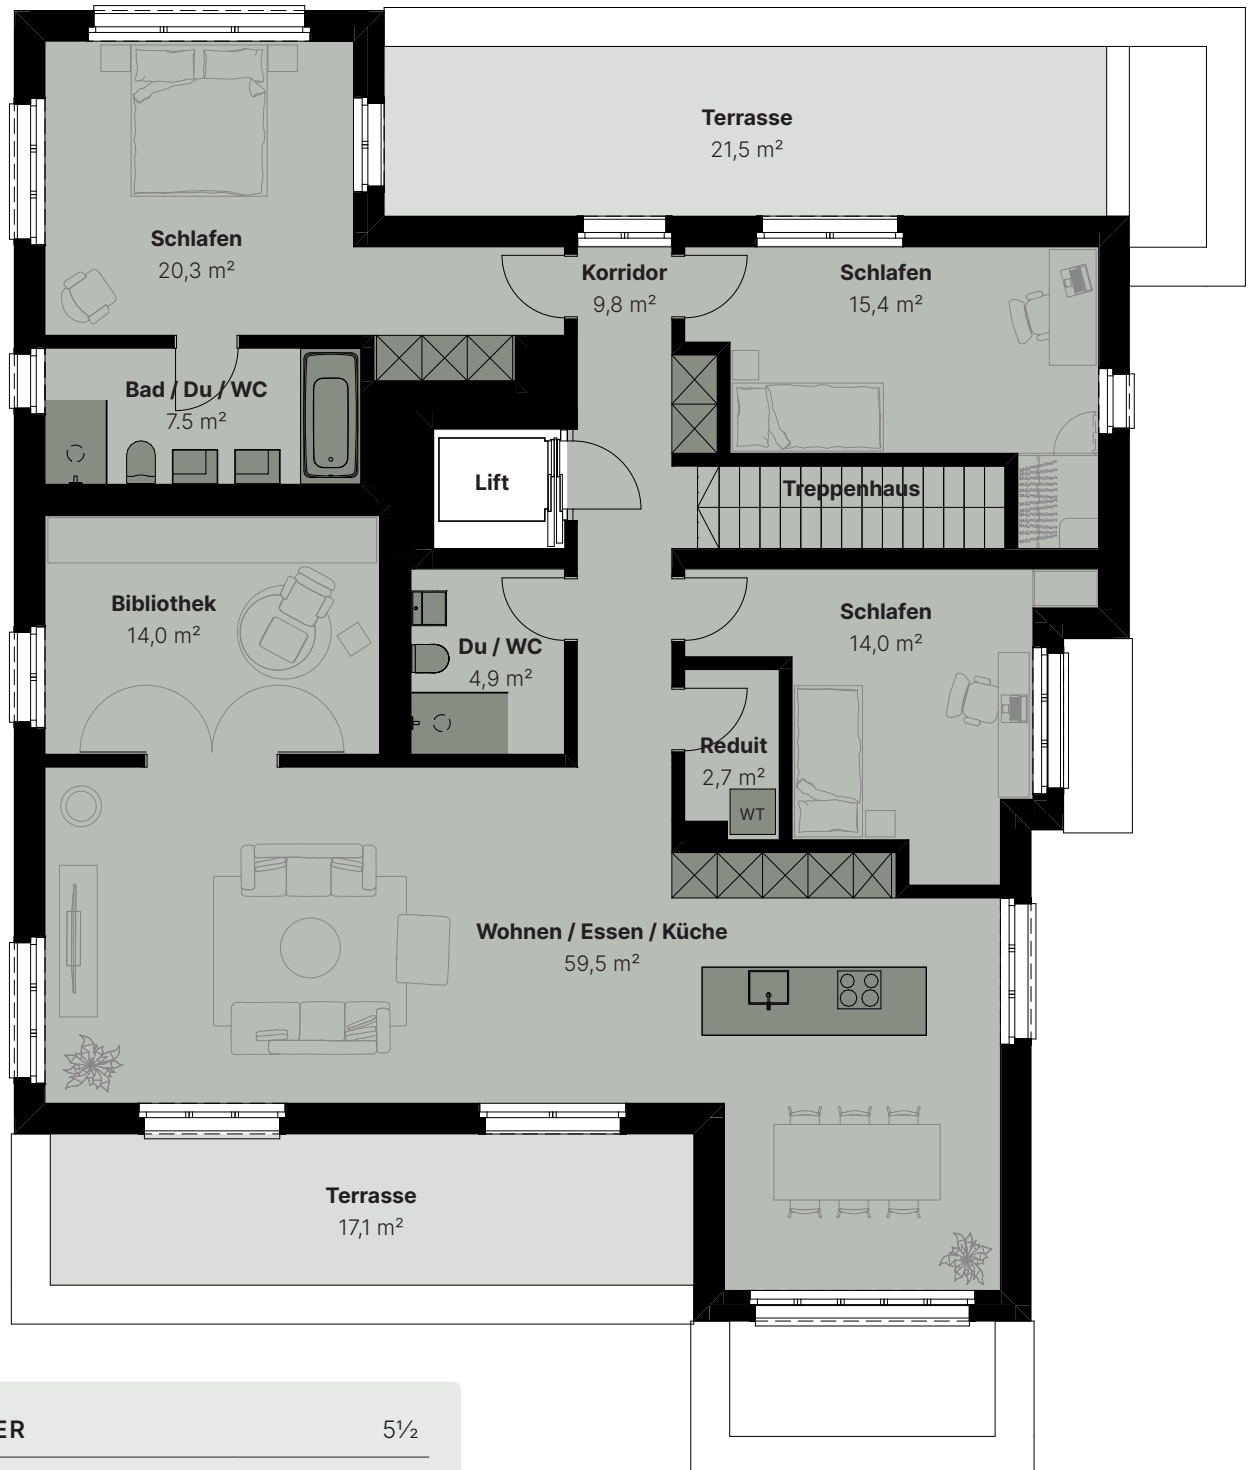 Terrasse
21,5 m²
Schlafen
20,3 m²
Korridor
9,8 m²
Schlafen
15,4 m²
Bad / Du / WC
7.5 m²
Lift
Treppenhaus
Bibliothek
14,0 m²
Du / WC
4,9 m²
Schlafen
14,0 m²
Reduit
2,7 m²
WT
Wohnen / Essen / Küche
59,5 m²
Terrasse
17,1 m²
ER 5½